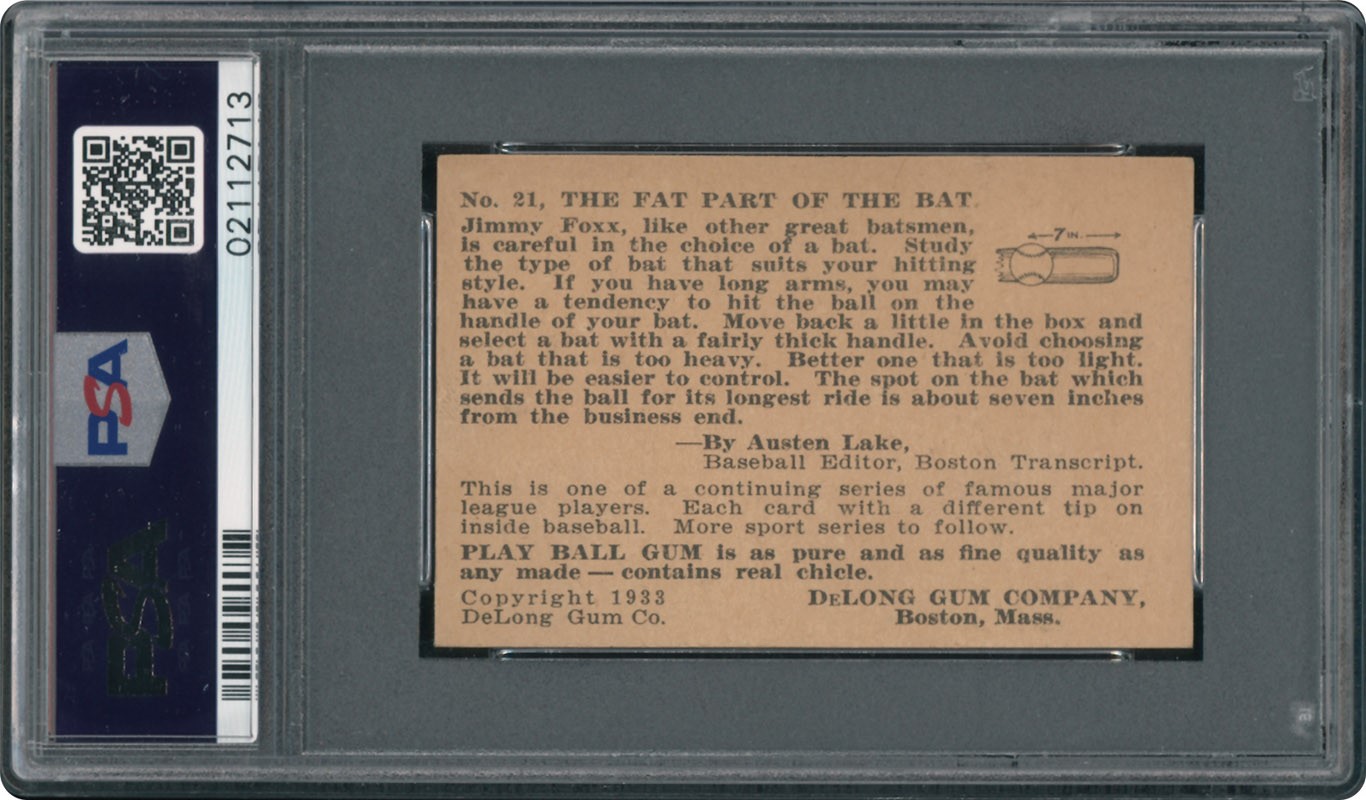 02112713
PSA
PSA
No. 21, THE FAT PART OF THE BAT
Jimmy Foxx, like other great batsmen,
is careful in the choice of a bat. Study
the type of bat that suits your hitting
style. If you have long arms, you may
have a tendency to hit the ball on the
handle of your bat. Move back a little in the box and
select a bat with a fairly thick handle. Avoid choosing
a bat that is too heavy. Better one that is too light.
It will be easier to control. The spot on the bat which
sends the ball for its longest ride is about seven inches
from the business end.
7 IN.
—By Austen Lake,
Baseball Editor, Boston Transcript.
This is one of a continuing series of famous major
league players. Each card with a different tip on
inside baseball. More sport series to follow.
PLAY BALL GUM is as pure and as fine quality as
any made — contains real chicle.
Copyright 1933
DeLong Gum Co.
DELONG GUM COMPANY,
Boston, Mass.